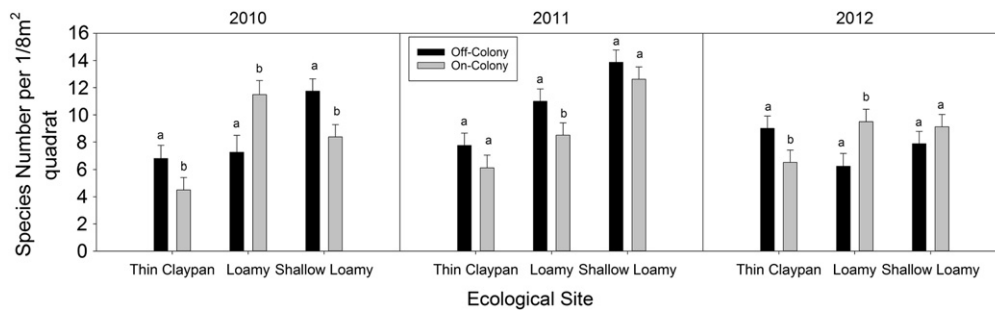 2010 2011 2012
Species Number per 1/8m²
quadrat
16
14
12
10
8
6
4
2
0
Off-Colony
On-Colony
a b a b a b
a a a b a a
a b a b a a
Thin Claypan Loamy Shallow Loamy Thin Claypan Loamy Shallow Loamy Thin Claypan Loamy Shallow Loamy
Ecological Site